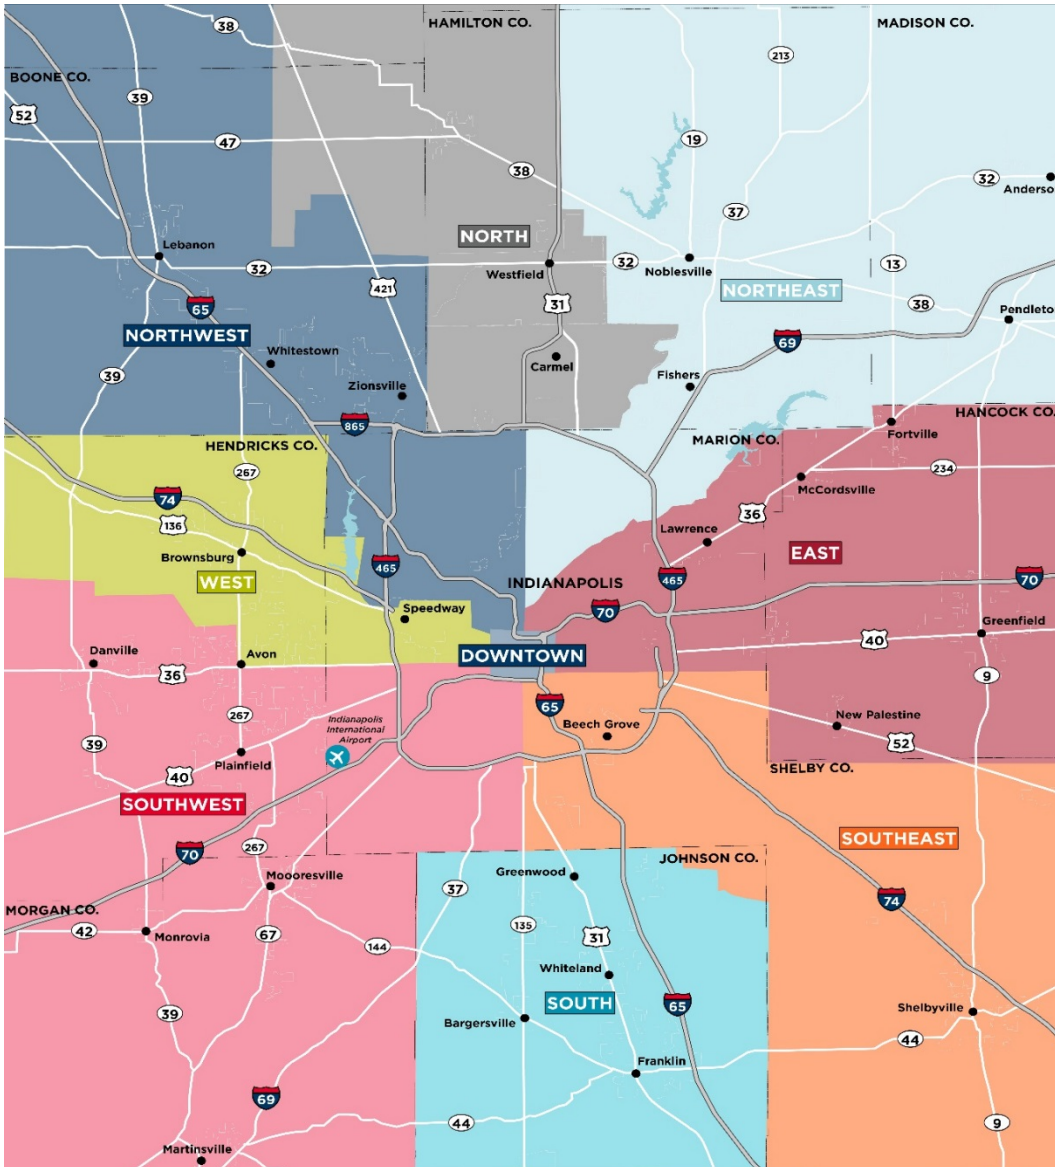 HAMILTON CO.
MADISON CO.
38
213
BOONE CO.
39
52
47
19
38
32
Anderso
37
NORTH
Lebanon
32
Westfield
32
Noblesville
13
421
NORTHEAST
31
38
65
Pendleto
NORTHWEST
69
Whitestown
Carmel
39
Fishers
Zionsville
865
HANCOCK CO.
MARION CO.
HENDRICKS CO.
Fortville
267
234
McCordsville
74
36
136
Lawrence
Brownsburg
EAST
465
INDIANAPOLIS
465
WEST
70
70
Speedway
Greenfield
40
Danville
Avon
DOWNTOWN
36
9
267
65
New Palestine
Indianapolis
International
Airport
Beech Grove
39
52
Plainfield
40
SHELBY CO.
SOUTHWEST
SOUTHEAST
267
70
JOHNSON CO.
Moooresville
37
Greenwood
74
MORGAN CO.
42
67
135
31
Monrovia
144
Whiteland
SOUTH
65
39
Bargersville
Shelbyville
44
Franklin
69
44
9
Martinsville